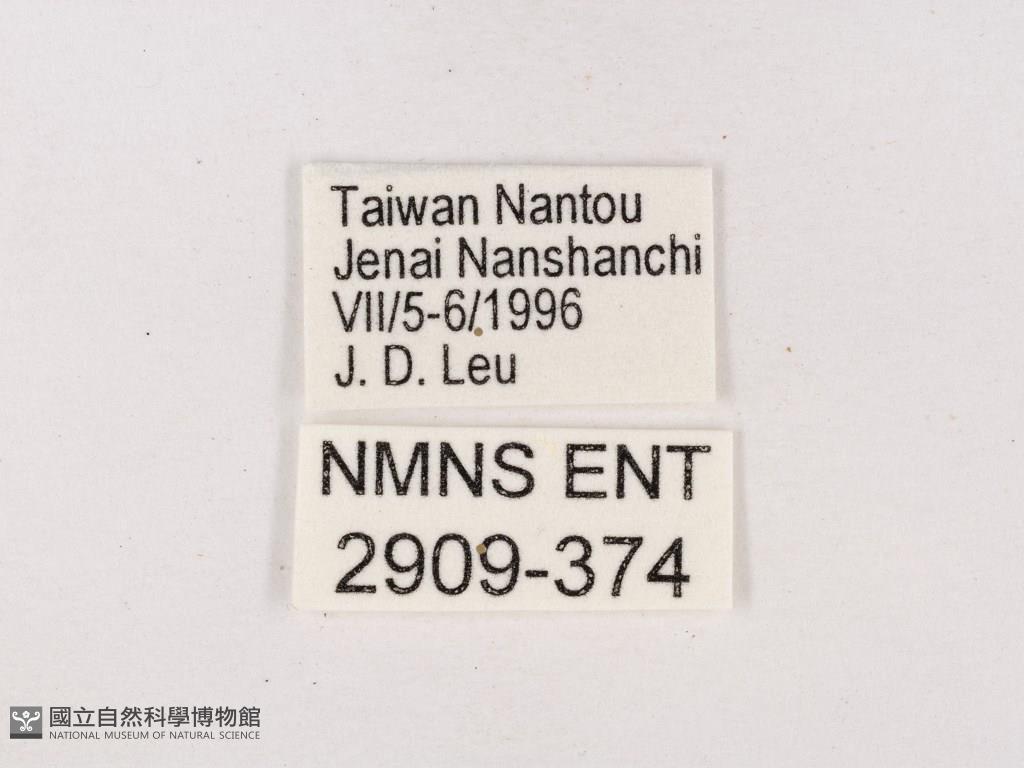 Taiwan Nantou
Jenai Nanshanchi
VII/5-6/1996
J. D. Leu
NMNS ENT
2909-374
國立自然科學博物館
NATIONAL MUSEUM OF NATURAL SCIENCE